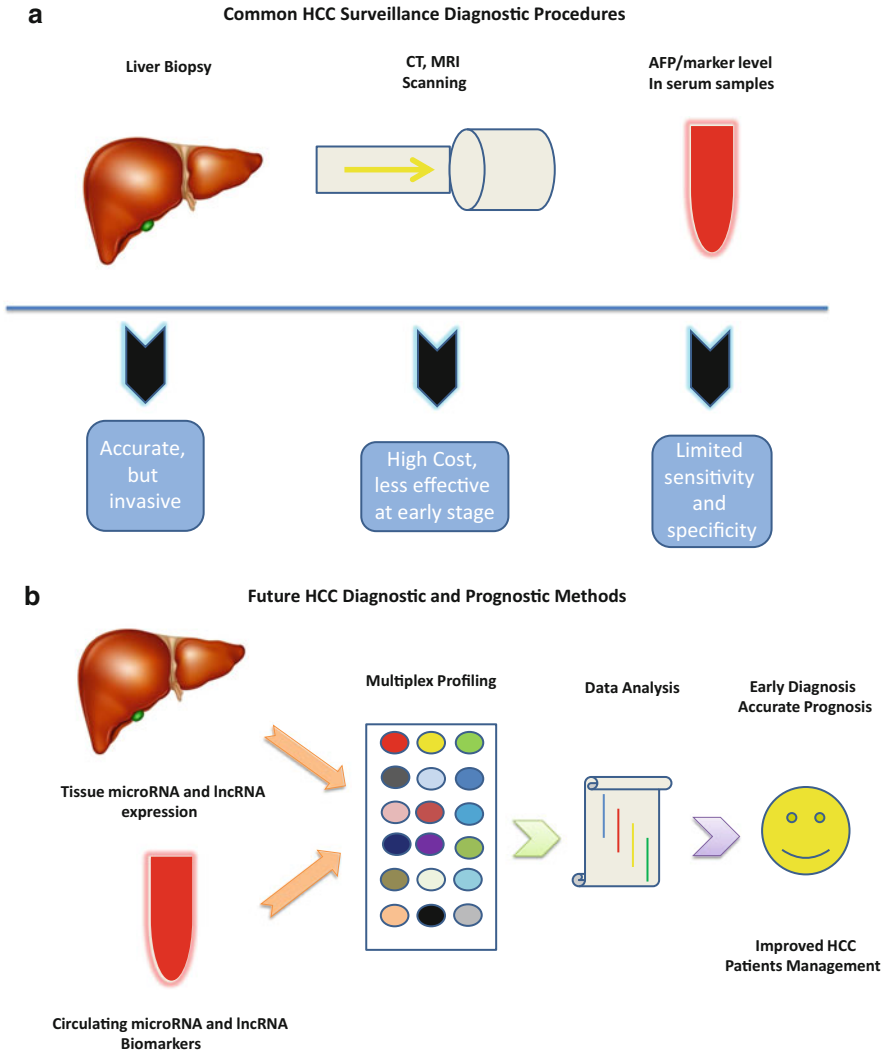 a
Common HCC Surveillance Diagnostic Procedures
Liver Biopsy
CT, MRI
Scanning
AFP/marker level
In serum samples
Accurate,
but
invasive
High Cost,
less effective
at early stage
Limited
sensitivity
and
specificity
b
Future HCC Diagnostic and Prognostic Methods
Multiplex Profiling
Data Analysis
Early Diagnosis
Accurate Prognosis
Tissue microRNA and lncRNA
expression
Improved HCC
Patients Management
Circulating microRNA and lncRNA
Biomarkers